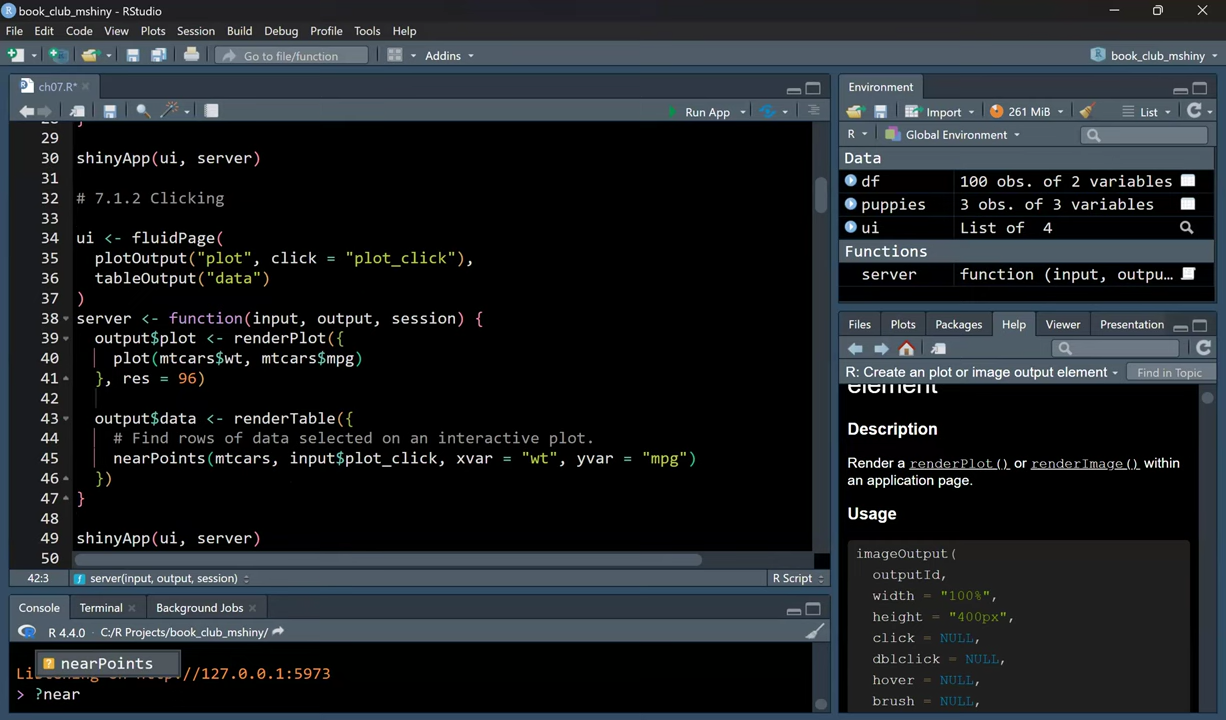 book_club_mshiny - RStudio
File Edit Code View Plots Session Build Debug Profile Tools Help
Go to file/function Addins book_club_mshiny
ch07.R*
Run App
29
30 shinyApp(ui, server)
31
32 # 7.1.2 Clicking
33
34 ui <- fluidPage(
35 plotOutput("plot", click = "plot_click"),
36 tableOutput("data")
37 )
38 server <- function(input, output, session) {
39 output$plot <- renderPlot({
40 plot(mtcars$wt, mtcars$mpg)
41 }, res = 96)
42
43 output$data <- renderTable({
44 # Find rows of data selected on an interactive plot.
45 nearPoints(mtcars, input$plot_click, xvar = "wt", yvar = "mpg")
46 })
47 }
48
49 shinyApp(ui, server)
50
42:3 server(input, output, session) R Script
Console Terminal Background Jobs
R 4.4.0 · C:/R Projects/book_club_mshiny/
nearPoints
127.0.0.1:5973
> ?near
Environment
Import 261 MiB List
R Global Environment
Data
df 100 obs. of 2 variables
puppies 3 obs. of 3 variables
ui List of 4
Functions
server function (input, outpu…
Files Plots Packages Help Viewer Presentation
R: Create an plot or image output element Find in Topic
element
Description
Render a renderPlot() or renderImage() within
an application page.
Usage
imageOutput(
outputId,
width = "100%",
height = "400px",
click = NULL,
dblclick = NULL,
hover = NULL,
brush = NULL,